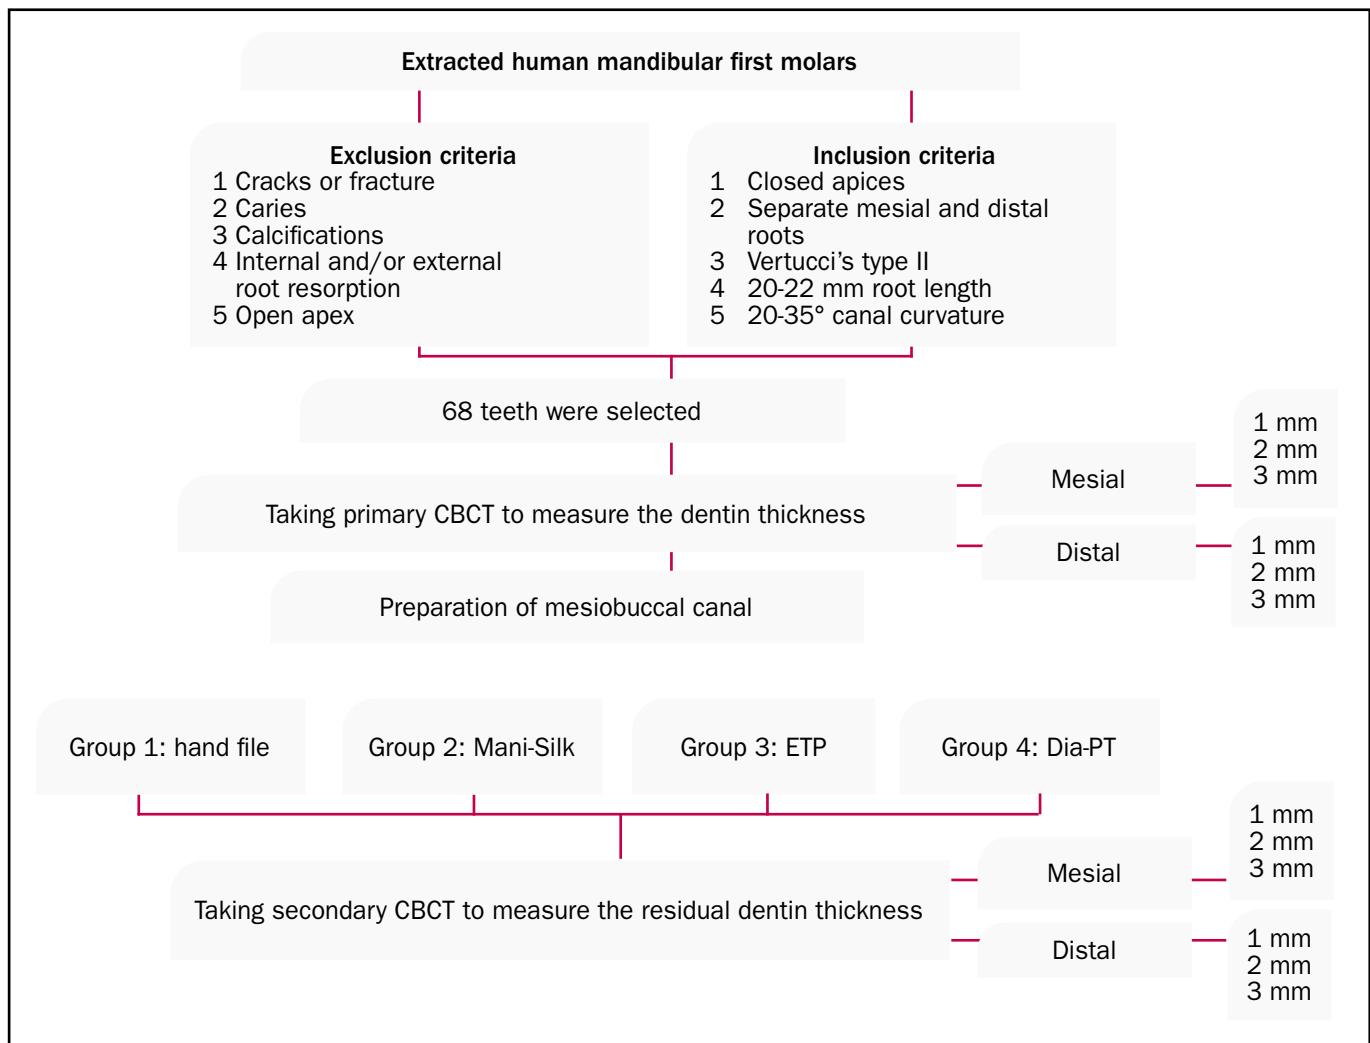 Extracted human mandibular first molars
Exclusion criteria
1 Cracks or fracture
2 Caries
3 Calcifications
4 Internal and/or external
root resorption
5 Open apex
Inclusion criteria
1 Closed apices
2 Separate mesial and distal
roots
3 Vertucci's type II
4 20-22 mm root length
5 20-35° canal curvature
68 teeth were selected
Taking primary CBCT to measure the dentin thickness
Mesial
1 mm
2 mm
3 mm
Distal
1 mm
2 mm
3 mm
Preparation of mesiobuccal canal
Group 1: hand file
Group 2: Mani-Silk
Group 3: ETP
Group 4: Dia-PT
Taking secondary CBCT to measure the residual dentin thickness
Mesial
1 mm
2 mm
3 mm
Distal
1 mm
2 mm
3 mm